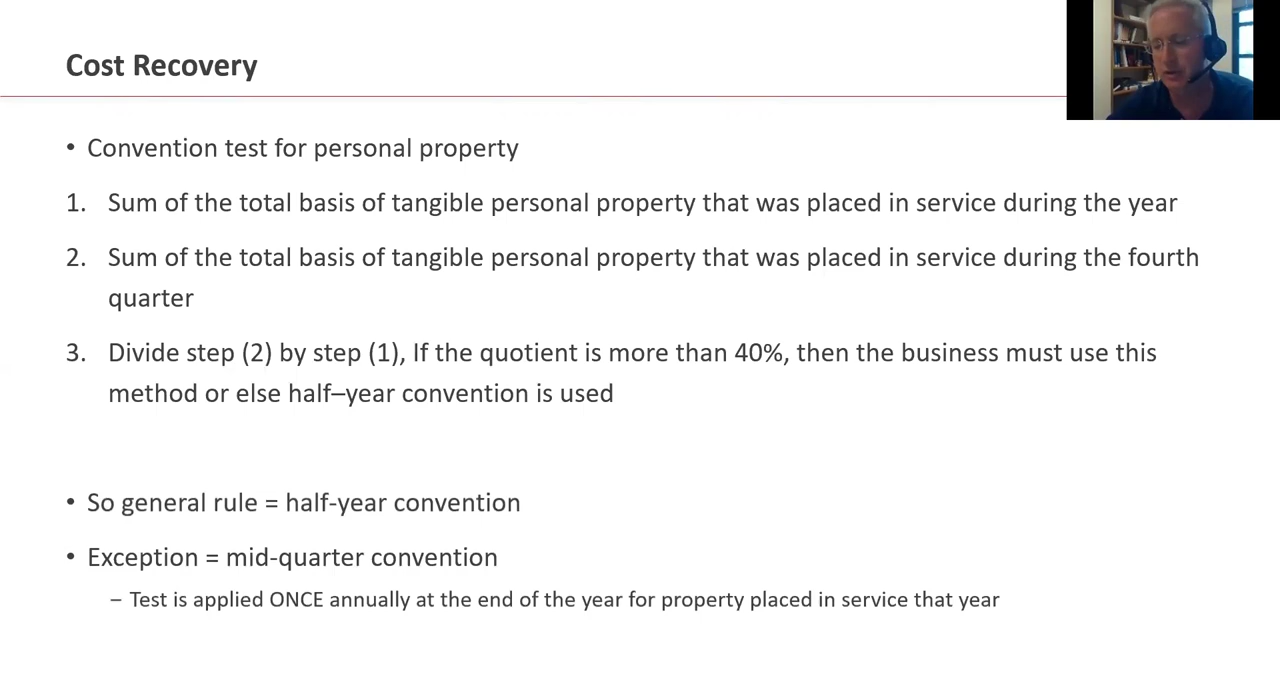 Cost Recovery
• Convention test for personal property
1. Sum of the total basis of tangible personal property that was placed in service during the year
2. Sum of the total basis of tangible personal property that was placed in service during the fourth
quarter
3. Divide step (2) by step (1), If the quotient is more than 40%, then the business must use this
method or else half–year convention is used
• So general rule = half-year convention
• Exception = mid-quarter convention
– Test is applied ONCE annually at the end of the year for property placed in service that year